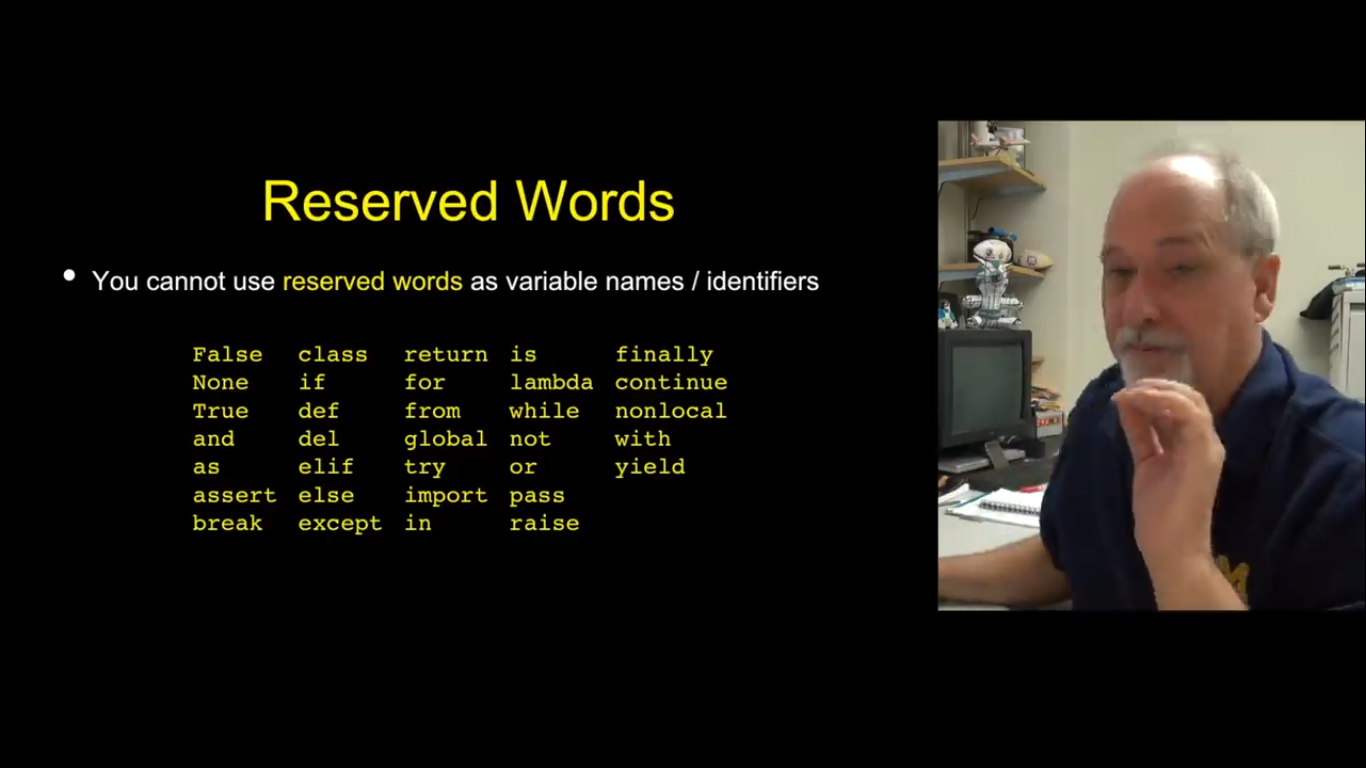 Reserved Words
• You cannot use reserved words as variable names / identifiers
False class return is finally
None if for lambda continue
True def from while nonlocal
and del global not with
as elif try or yield
assert else import pass
break except in raise